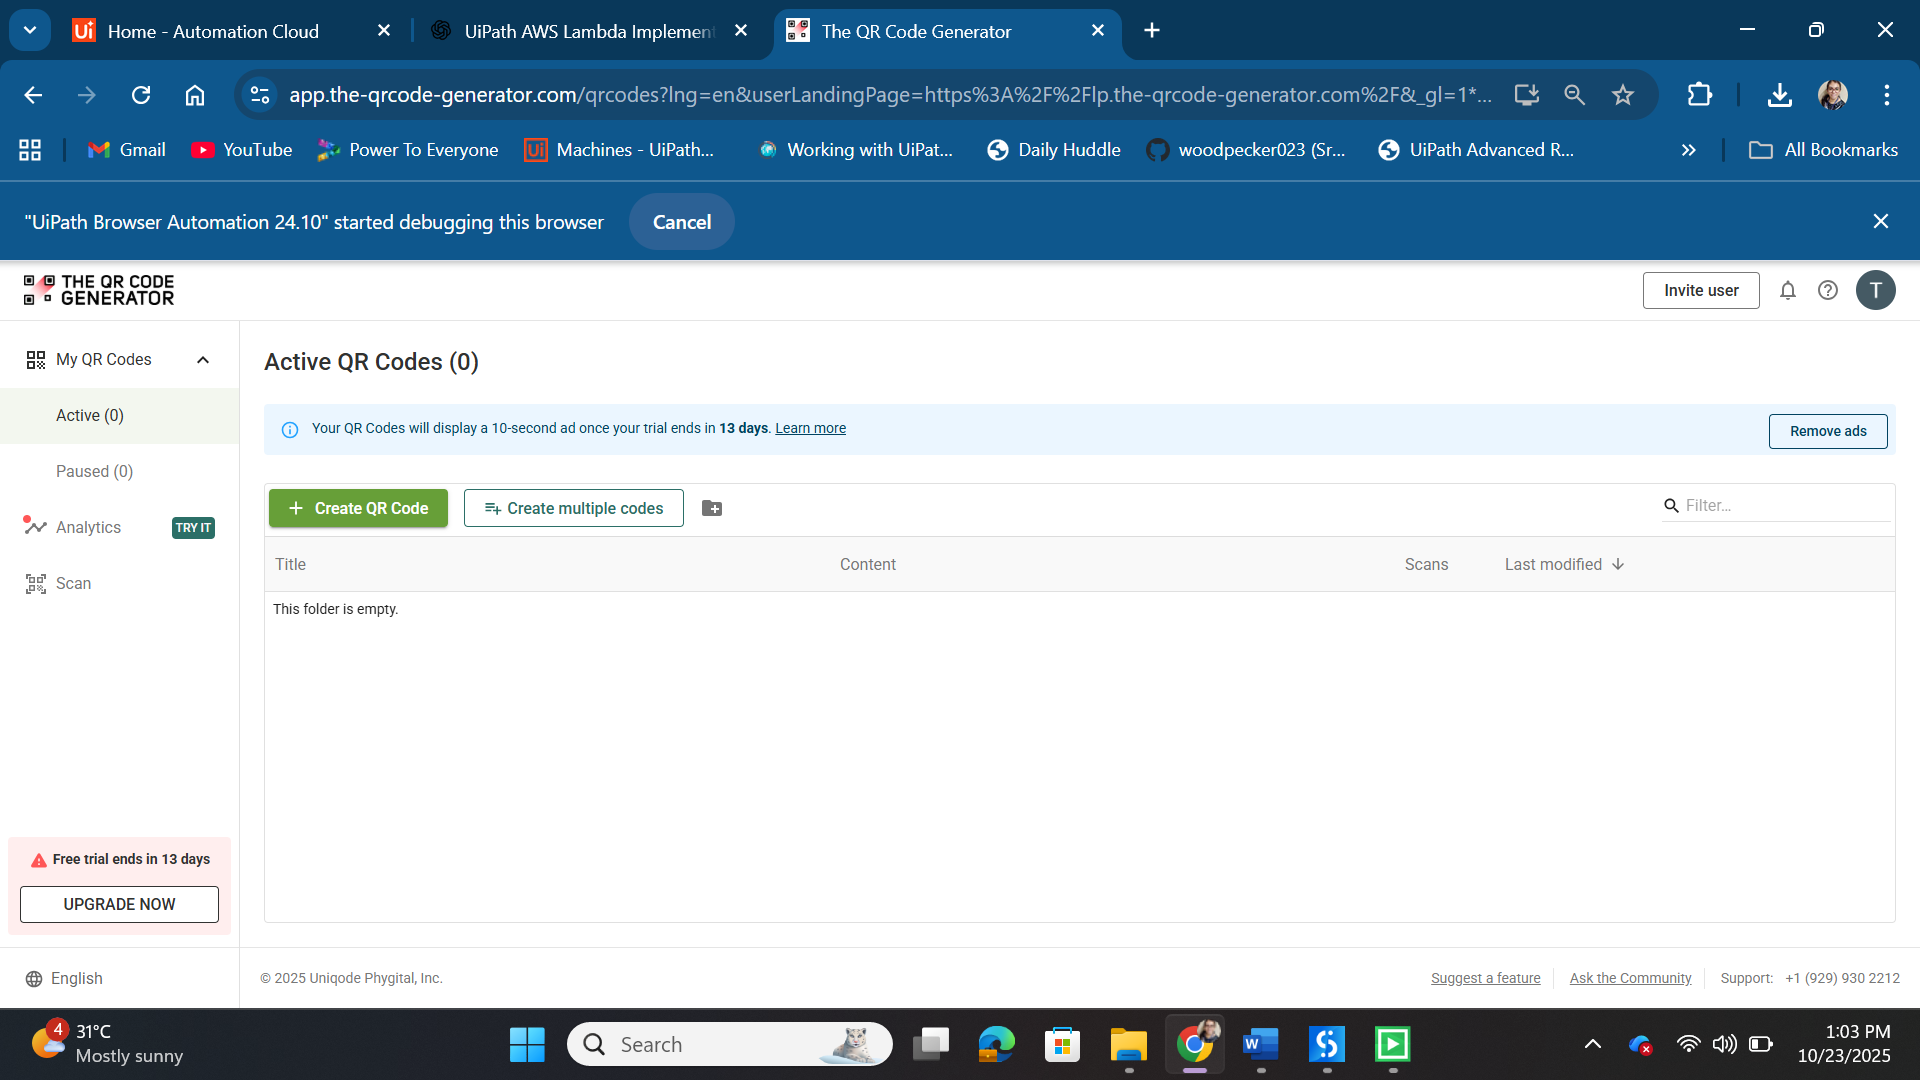 Home - Automation Cloud
UiPath AWS Lambda Implement
The QR Code Generator
app.the-qrcode-generator.com/qrcodes?lng=en&userLandingPage=https%3A%2F%2Flp.the-qrcode-generator.com%2F&_gl=1*...
Gmail
YouTube
Power To Everyone
Machines - UiPath...
Working with UiPat...
Daily Huddle
woodpecker023 (Sr...
UiPath Advanced R...
All Bookmarks
"UiPath Browser Automation 24.10" started debugging this browser
Cancel
THE QR CODE
GENERATOR
Invite user
T
My QR Codes
Active (0)
Paused (0)
Analytics
TRY IT
Scan
Active QR Codes (0)
Your QR Codes will display a 10-second ad once your trial ends in 13 days. Learn more
Remove ads
Create QR Code
Create multiple codes
Filter...
Title
Content
Scans
Last modified
This folder is empty.
Free trial ends in 13 days
UPGRADE NOW
English
© 2025 Uniqode Phygital, Inc.
Suggest a feature
Ask the Community
Support: +1 (929) 930 2212
4
31°C
Mostly sunny
Search
1:03 PM
10/23/2025